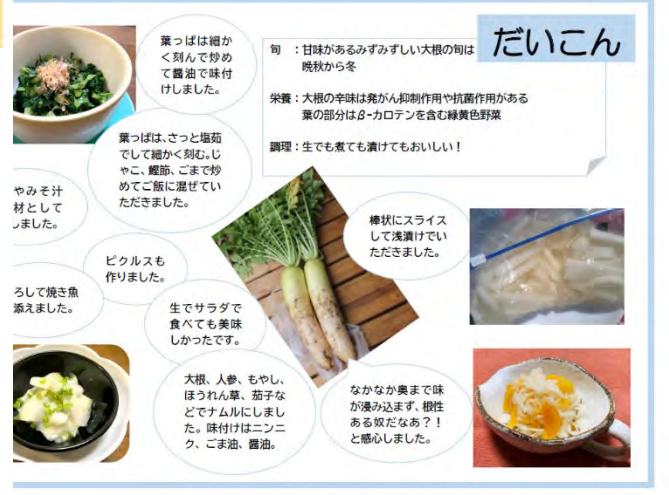 だいこん
旬 ：甘味があるみずみずしい大根の旬は
晩秋から冬
栄養：大根の辛味は発がん抑制作用や抗菌作用がある
葉の部分はβ-カロテンを含む緑黄色野菜
調理：生でも煮ても漬けてもおいしい！
葉っぱは細か
く刻んで炒め
て醤油で味付
けしました。
葉っぱは、さっと塩茹
でして細かく刻む。じ
ゃこ、鰹節、ごまで炒
めてご飯に混ぜてい
ただきました。
やみそ汁
材として
しました。
ピクルスも
作りました。
ろして焼き魚
添えました。
生でサラダで
食べても美味
しかったです。
棒状にスライス
して浅漬けでい
ただきました。
大根、人参、もやし、
ほうれん草、茄子な
どでナムルにしまし
た。味付けはニンニ
ク、ごま油、醤油。
なかなか奥まで味
が浸み込まず、根性
ある奴だなあ？！
と感心しました。